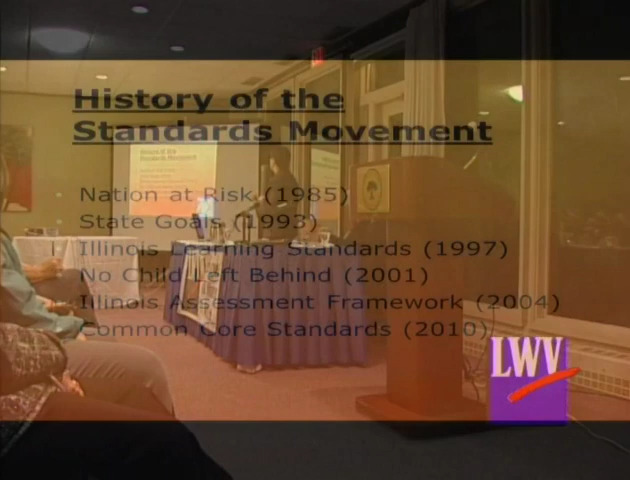 History of the
Standards Movement
Nation at Risk (1985)
State Goals (1993)
Illinois Learning Standards (1997)
No Child Left Behind (2001)
Illinois Assessment Framework (2004)
Common Core Standards (2010)
LWV